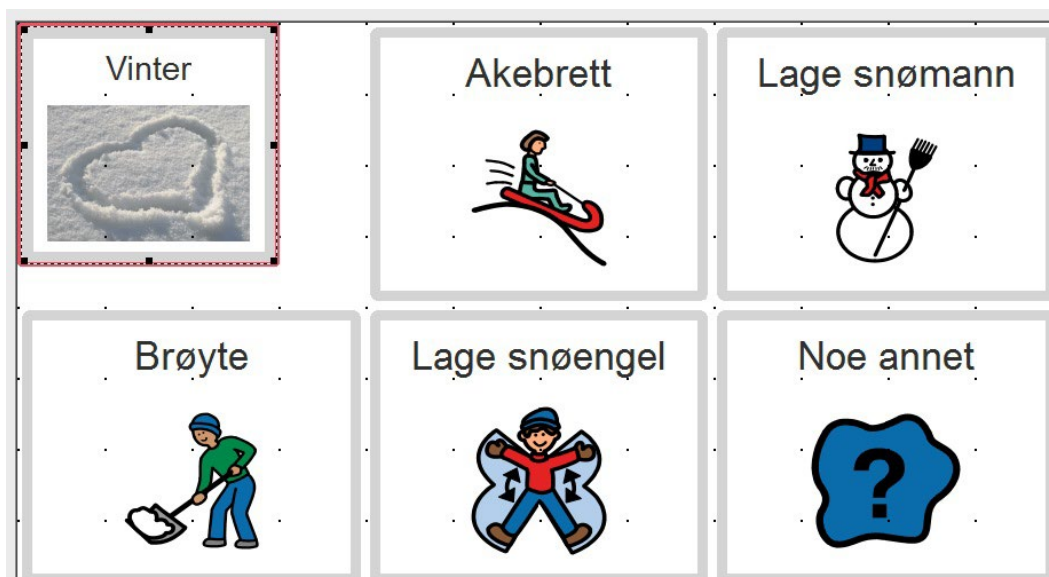 Vinter
Akebrett
Lage snømann
Brøyte
Lage snøengel
Noe annet
?